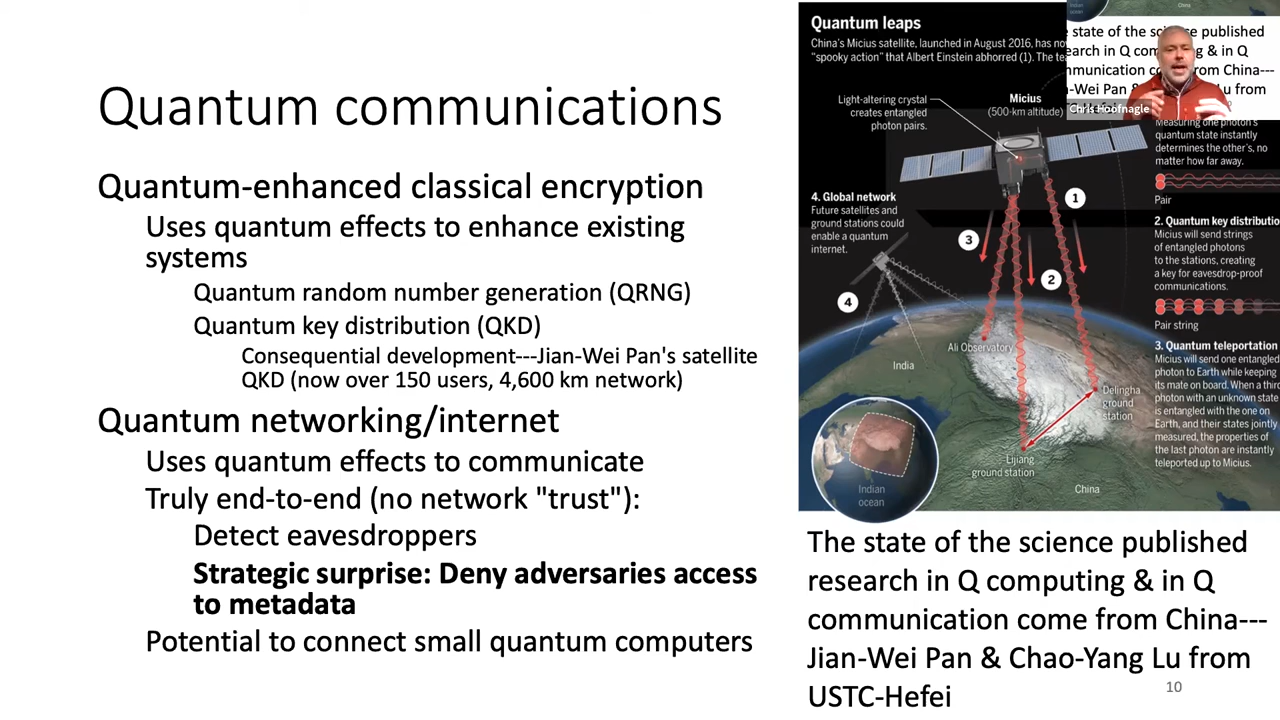 Quantum communications
Quantum-enhanced classical encryption
Uses quantum effects to enhance existing
systems
Quantum random number generation (QRNG)
Quantum key distribution (QKD)
Consequential development---Jian-Wei Pan's satellite
QKD (now over 150 users, 4,600 km network)
Quantum networking/internet
Uses quantum effects to communicate
Truly end-to-end (no network "trust"):
Detect eavesdroppers
Strategic surprise: Deny adversaries access
to metadata
Potential to connect small quantum computers
Quantum leaps
China's Micius satellite, launched in August 2016, has
"spooky action" that Albert Einstein abhorred (1). The
Light-altering crystal
creates entangled
photon pairs.
Micius
(500-km altitude)
4. Global network
Future satellites and
ground stations could
enable a quantum
internet.
1
3
2
4
Ali Observatory
India
Delingha
ground
station
Lijiang
ground station
China
Indian
ocean
Measuring one photon's
quantum state instantly
determines the other's, no
matter how far away.
Pair
2. Quantum key
Micius will send strings
of entangled photons
to the stations, creating
a key for eavesdrop-proof
communications.
Pair string
3. Quantum teleportation
Micius will send one entangled
photon to Earth while keeping
its mate on board. When a
photon with an unknown state
is entangled with the one on
Earth, and their states jointly
measured, the properties of
the last photon are instantly
teleported up to Micius.
ocean
China
state of the published
in Q & in Q
from China---
Lu from
Chris Hoofnagle
The state of the science published
research in Q computing & in Q
communication come from China---
Jian-Wei Pan & Chao-Yang Lu from
USTC-Hefei
10